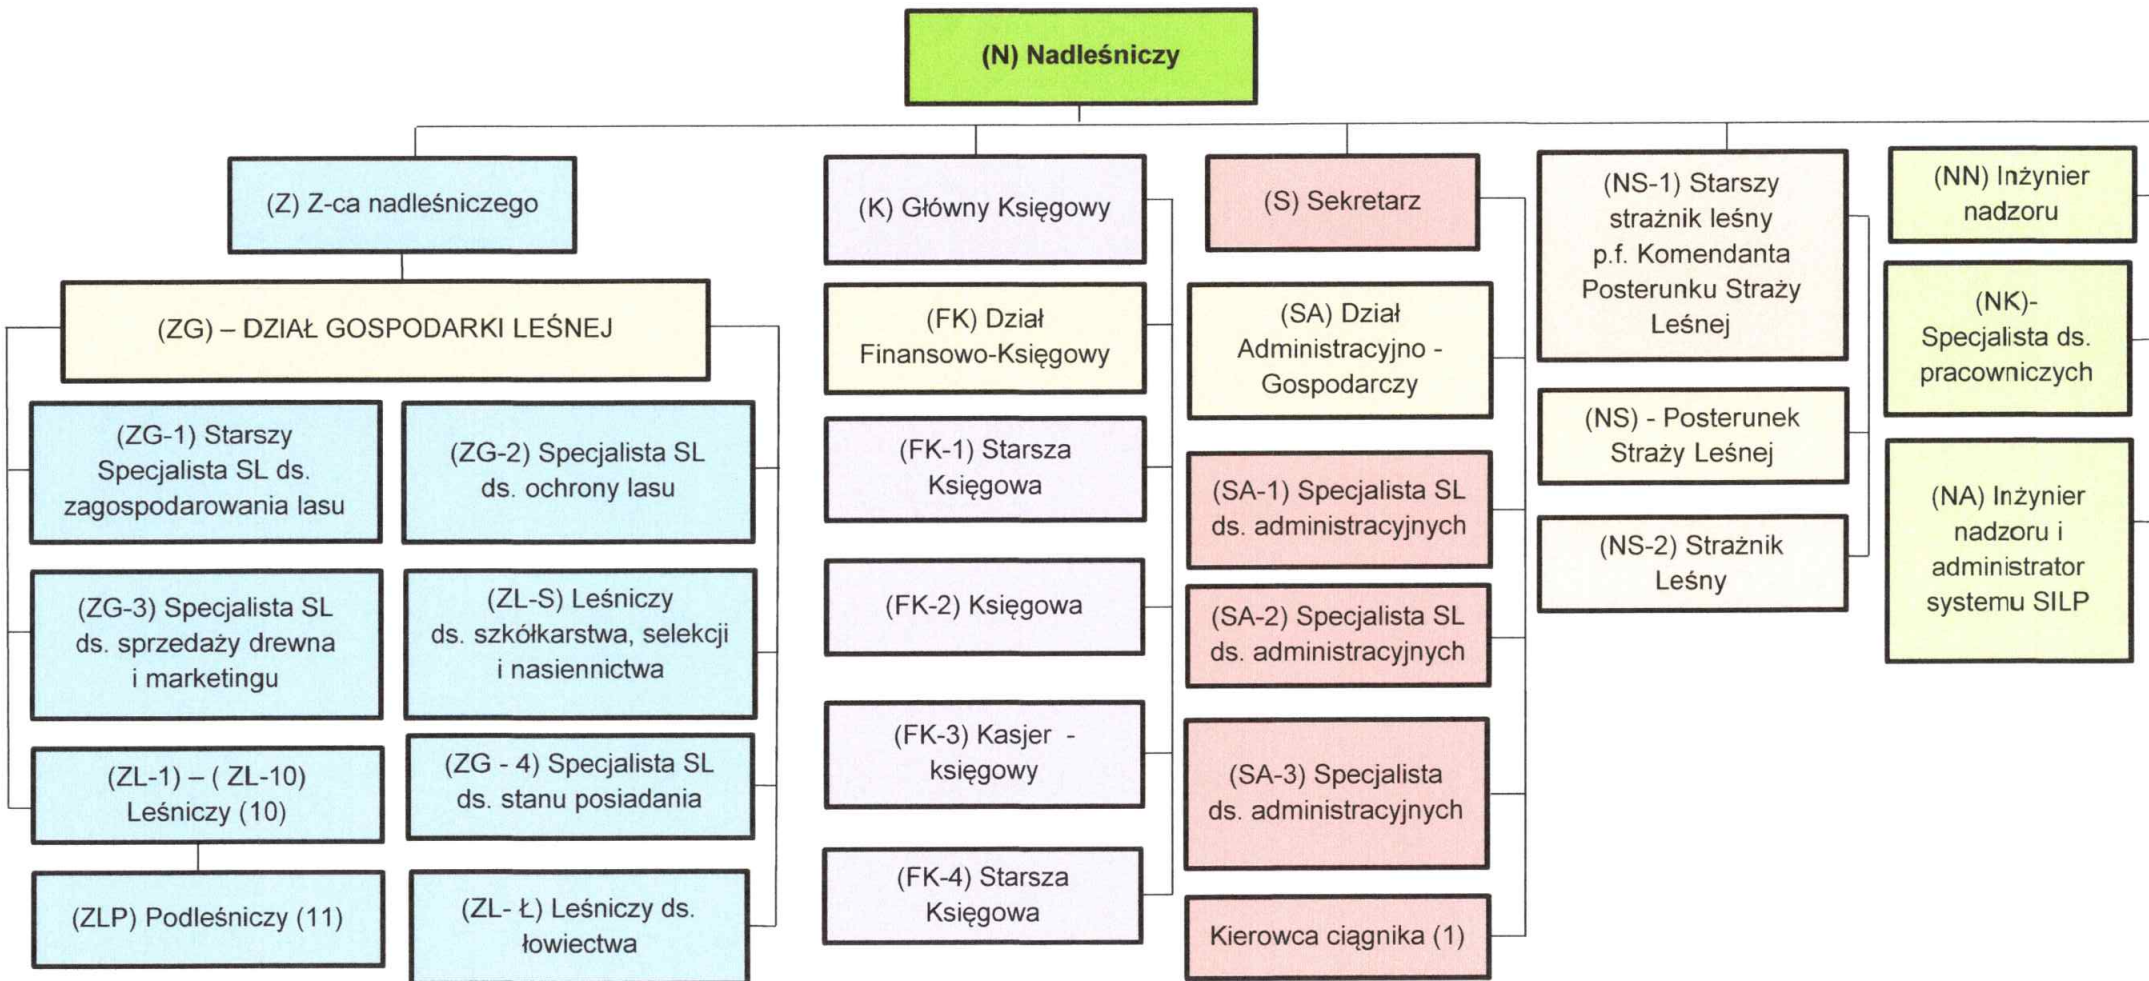 (N) Nadleśniczy
(Z) Z-ca nadleśniczego
(ZG) – DZIAŁ GOSPODARKI LEŚNEJ
(ZG-1) Starszy
Specjalista SL ds.
zagospodarowania lasu
(ZG-2) Specjalista SL
ds. ochrony lasu
(ZG-3) Specjalista SL
ds. sprzedaży drewna
i marketingu
(ZL-S) Leśniczy
ds. szkółkarstwa, selekcji
i nasiennictwa
(ZL-1) – ( ZL-10)
Leśniczy (10)
(ZG - 4) Specjalista SL
ds. stanu posiadania
(ZLP) Podleśniczy (11)
(ZL- Ł) Leśniczy ds.
łowiectwa
(K) Główny Księgowy
(FK) Dział
Finansowo-Księgowy
(FK-1) Starsza
Księgowa
(FK-2) Księgowa
(FK-3) Kasjer -
księgowy
(FK-4) Starsza
Księgowa
(S) Sekretarz
(SA) Dział
Administracyjno -
Gospodarczy
(SA-1) Specjalista SL
ds. administracyjnych
(SA-2) Specjalista SL
ds. administracyjnych
(SA-3) Specjalista
ds. administracyjnych
Kierowca ciągnika (1)
(NS-1) Starszy
strażnik leśny
p.f. Komendanta
Posterunku Straży
Leśnej
(NS) - Posterunek
Straży Leśnej
(NS-2) Strażnik
Leśny
(NN) Inżynier
nadzoru
(NK)-
Specjalista ds.
pracowniczych
(NA) Inżynier
nadzoru i
administrator
systemu SILP